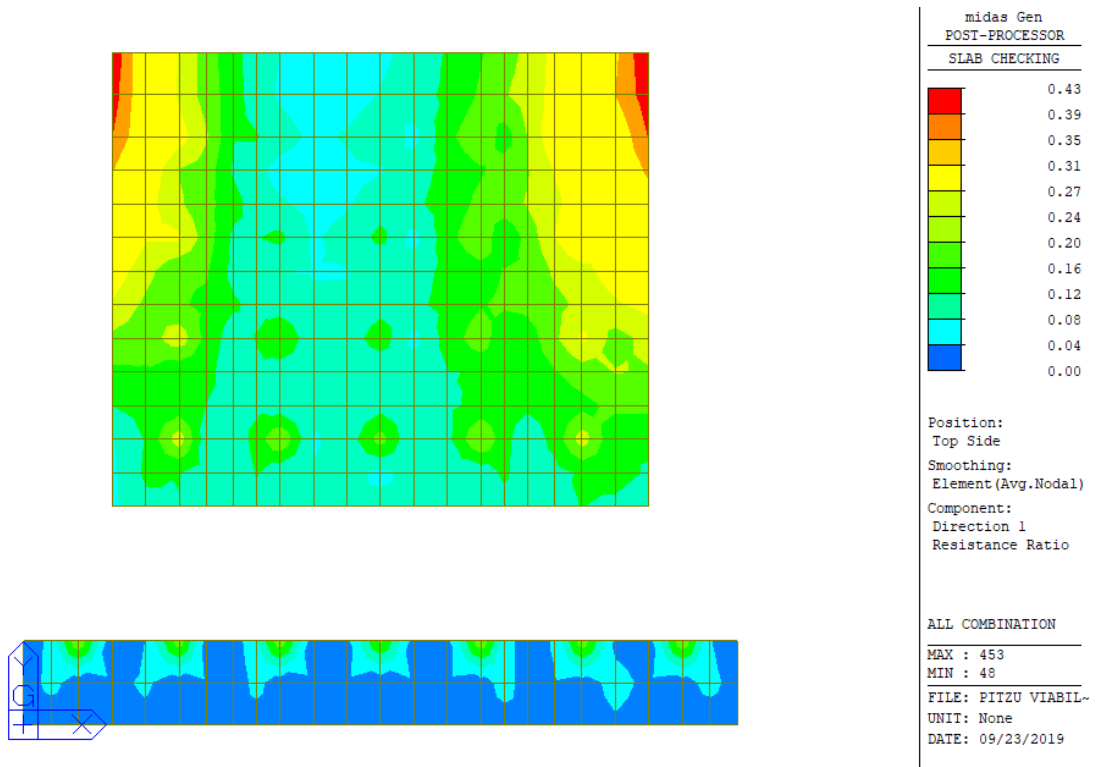 midas Gen
POST-PROCESSOR
SLAB CHECKING
0.43
0.39
0.35
0.31
0.27
0.24
0.20
0.16
0.12
0.08
0.04
0.00
Position:
Top Side
Smoothing:
Element(Avg.Nodal)
Component:
Direction 1
Resistance Ratio
ALL COMBINATION
MAX : 453
MIN : 48
FILE: PITZU VIABIL~
UNIT: None
DATE: 09/23/2019
Y
G
X